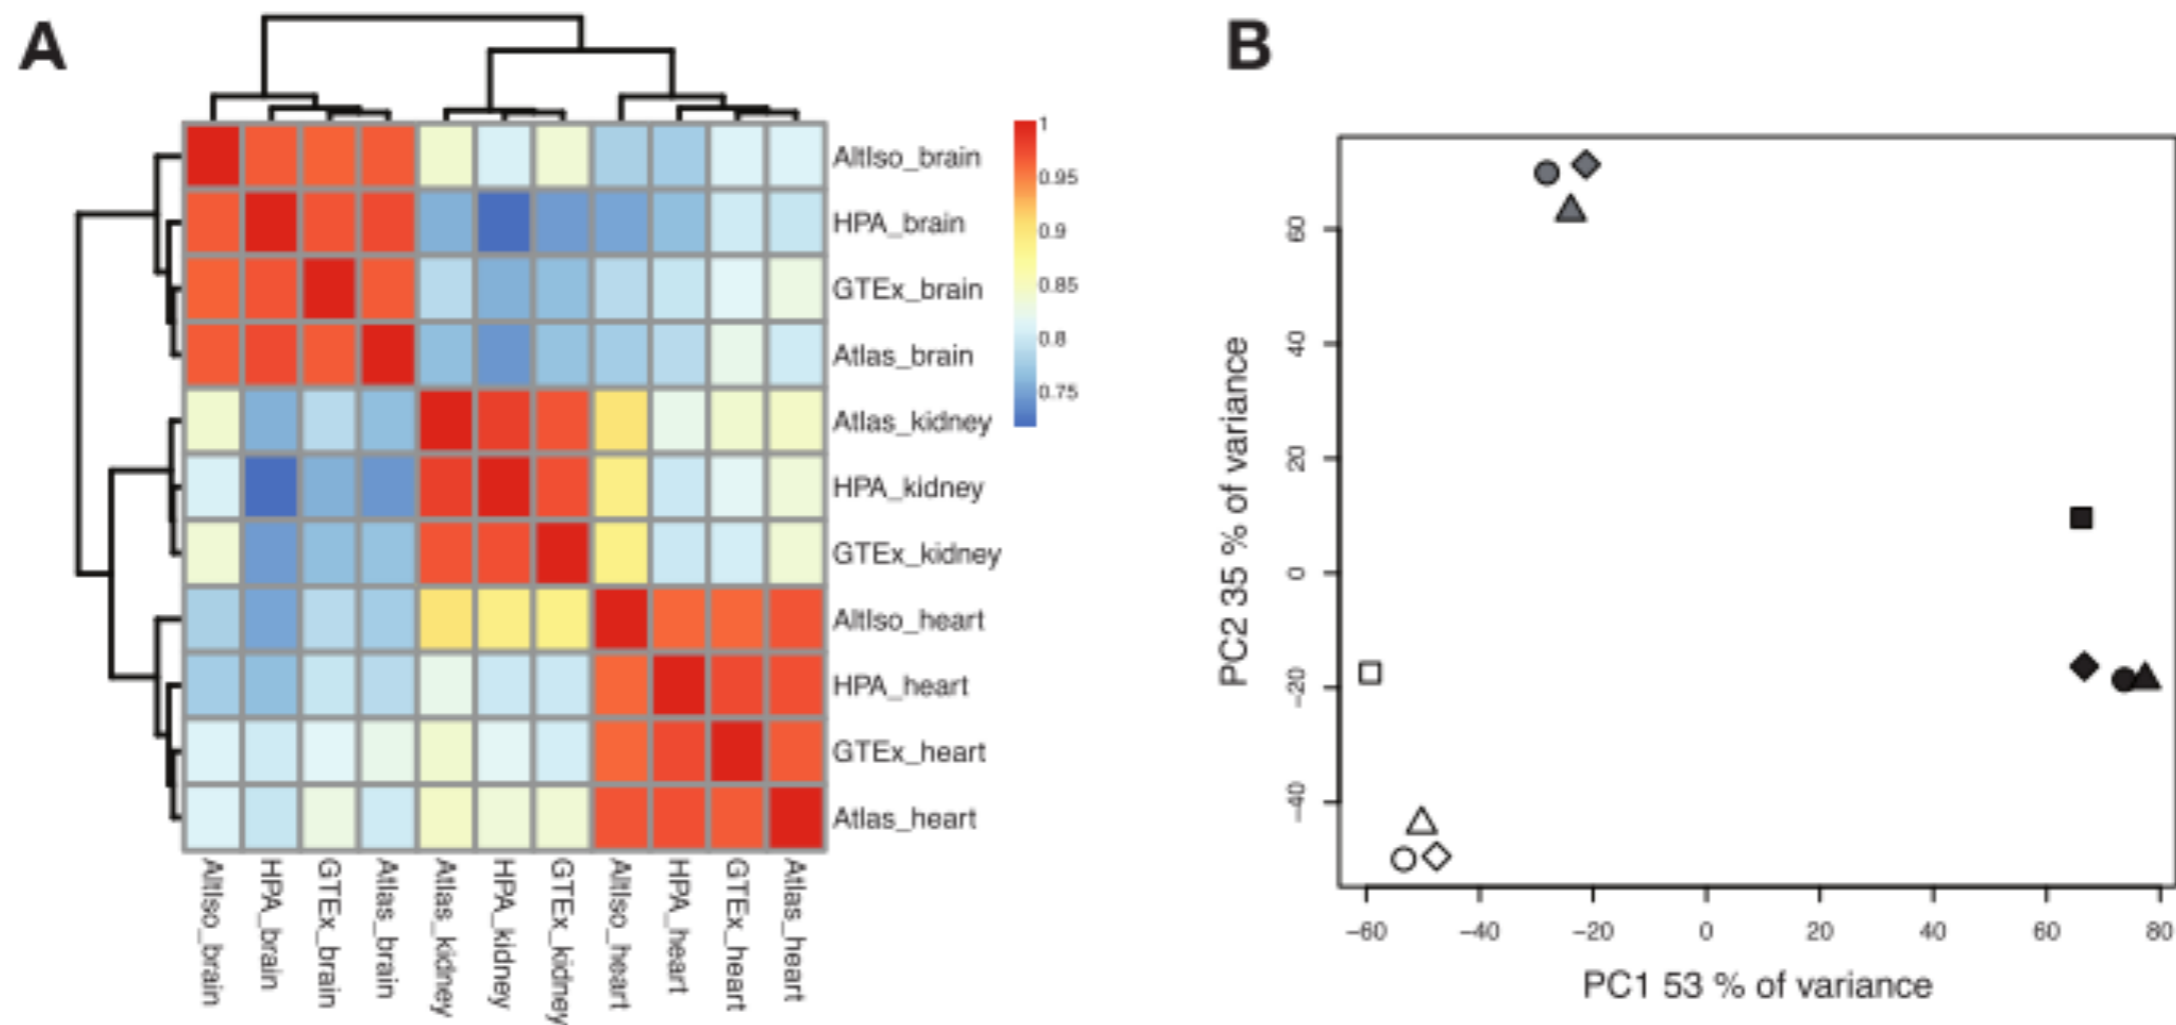 A
1
0.95
0.9
0.85
0.8
0.75
AltIso_brain
HPA_brain
GTEx_brain
Atlas_brain
Atlas_kidney
HPA_kidney
GTEx_kidney
AltIso_heart
HPA_heart
GTEx_heart
Atlas_heart
AltIso_brain
HPA_brain
GTEx_brain
Atlas_brain
Atlas_kidney
HPA_kidney
GTEx_kidney
AltIso_heart
HPA_heart
GTEx_heart
Atlas_heart
B
PC2 35 % of variance
60
40
20
0
−20
−40
−60
−40
−20
0
20
40
60
80
PC1 53 % of variance